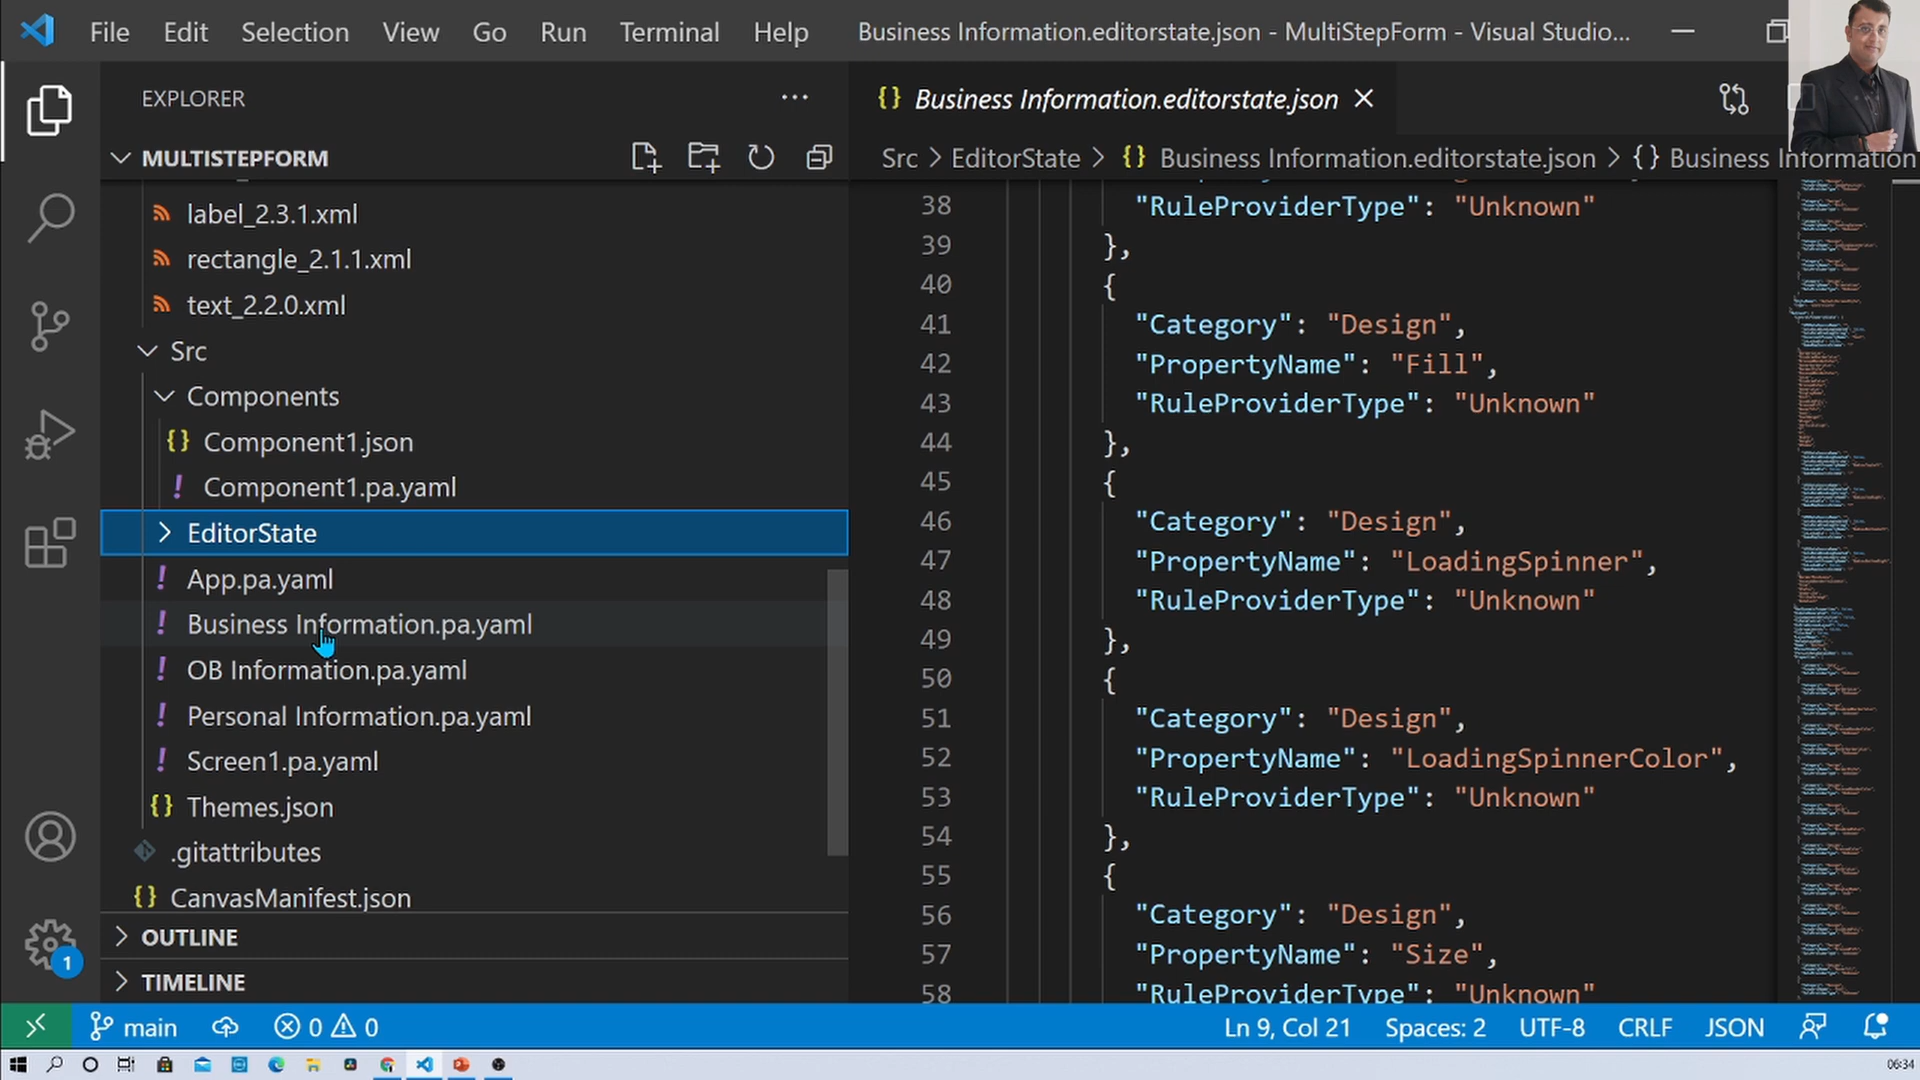 File Edit Selection View Go Run Terminal Help Business Information.editorstate.json - MultiStepForm - Visual Studio...
EXPLORER
MULTISTEPFORM
label_2.3.1.xml
rectangle_2.1.1.xml
text_2.2.0.xml
Src
Components
{} Component1.json
! Component1.pa.yaml
EditorState
! App.pa.yaml
! Business Information.pa.yaml
! OB Information.pa.yaml
! Personal Information.pa.yaml
! Screen1.pa.yaml
{} Themes.json
.gitattributes
{} CanvasManifest.json
OUTLINE
TIMELINE
{} Business Information.editorstate.json
Src > EditorState > {} Business Information.editorstate.json > {} Business Information
38 "RuleProviderType": "Unknown"
39 },
40 {
41 "Category": "Design",
42 "PropertyName": "Fill",
43 "RuleProviderType": "Unknown"
44 },
45 {
46 "Category": "Design",
47 "PropertyName": "LoadingSpinner",
48 "RuleProviderType": "Unknown"
49 },
50 {
51 "Category": "Design",
52 "PropertyName": "LoadingSpinnerColor",
53 "RuleProviderType": "Unknown"
54 },
55 {
56 "Category": "Design",
57 "PropertyName": "Size",
58 "RuleProviderType": "Unknown"
1
main 0 0 Ln 9, Col 21 Spaces: 2 UTF-8 CRLF JSON
06:34